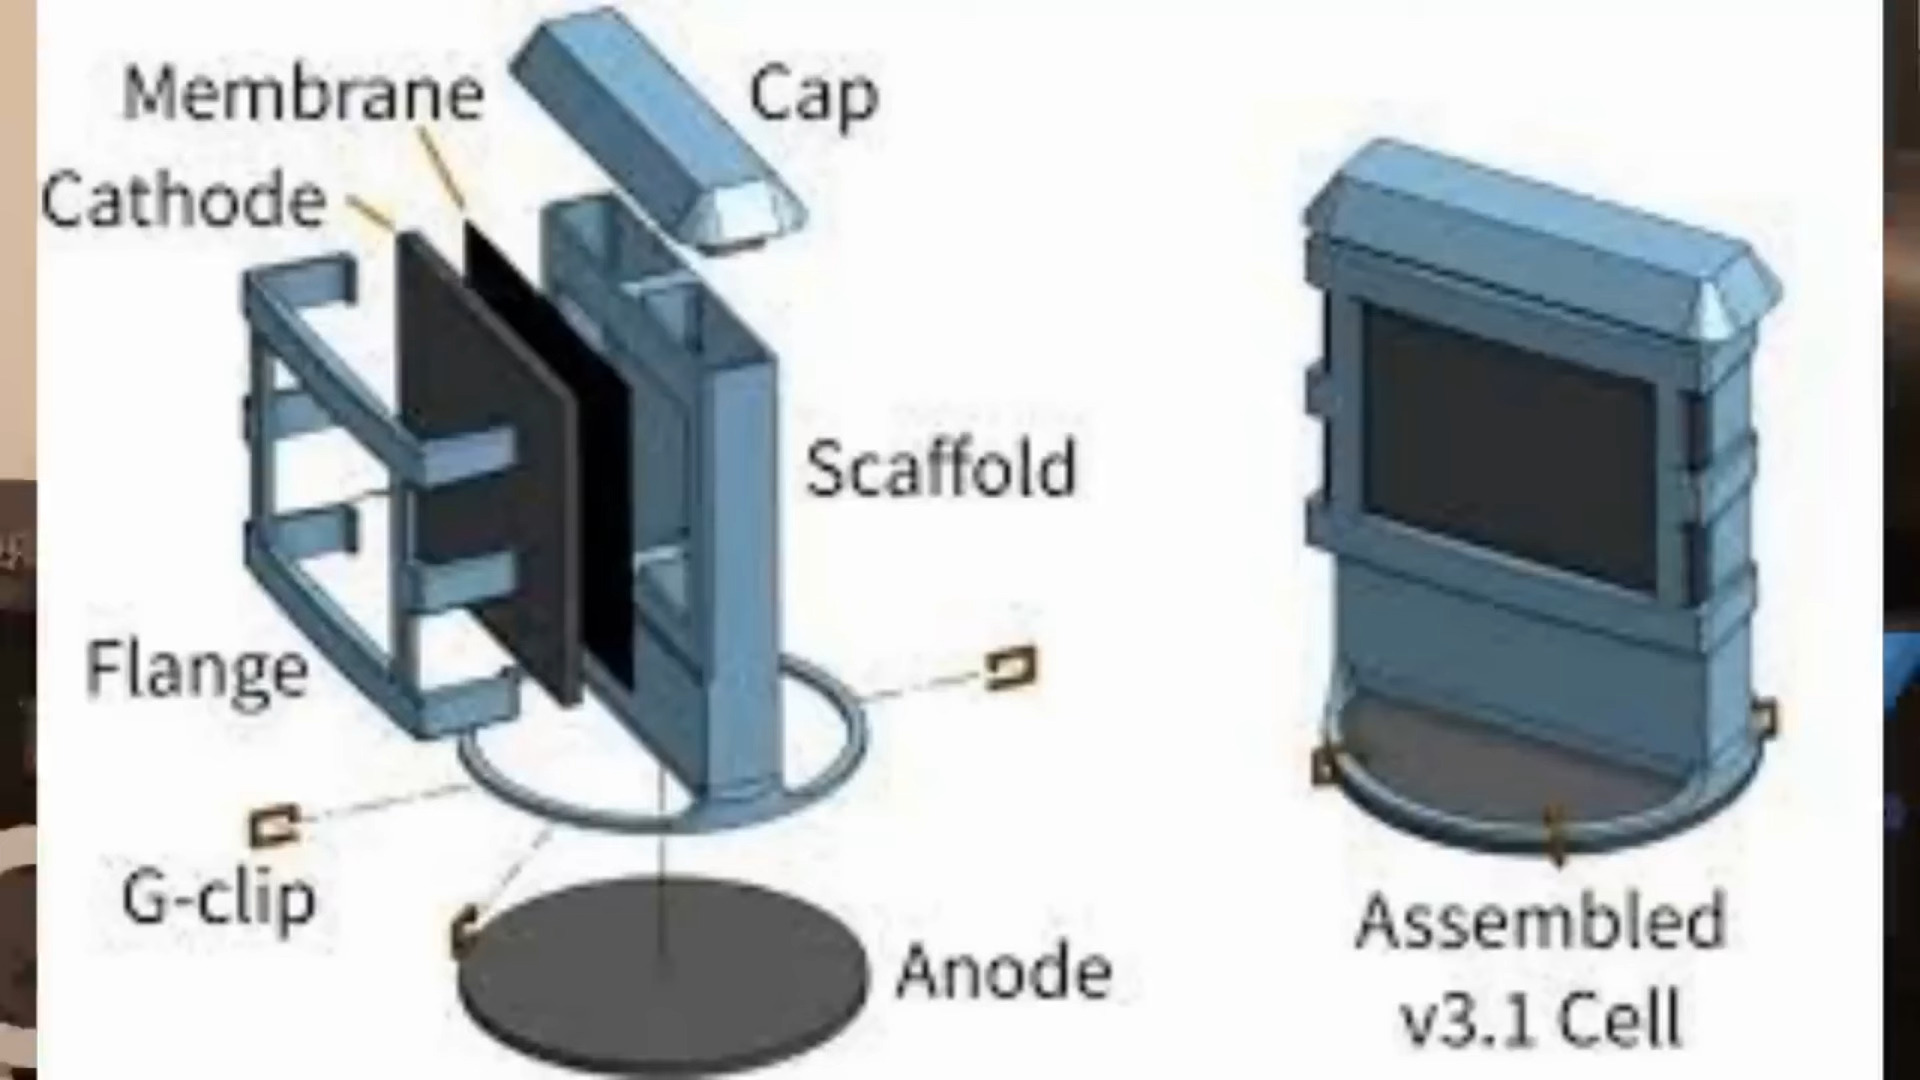 Membrane
Cap
Cathode
Scaffold
Flange
G-clip
Anode
Assembled
v3.1 Cell